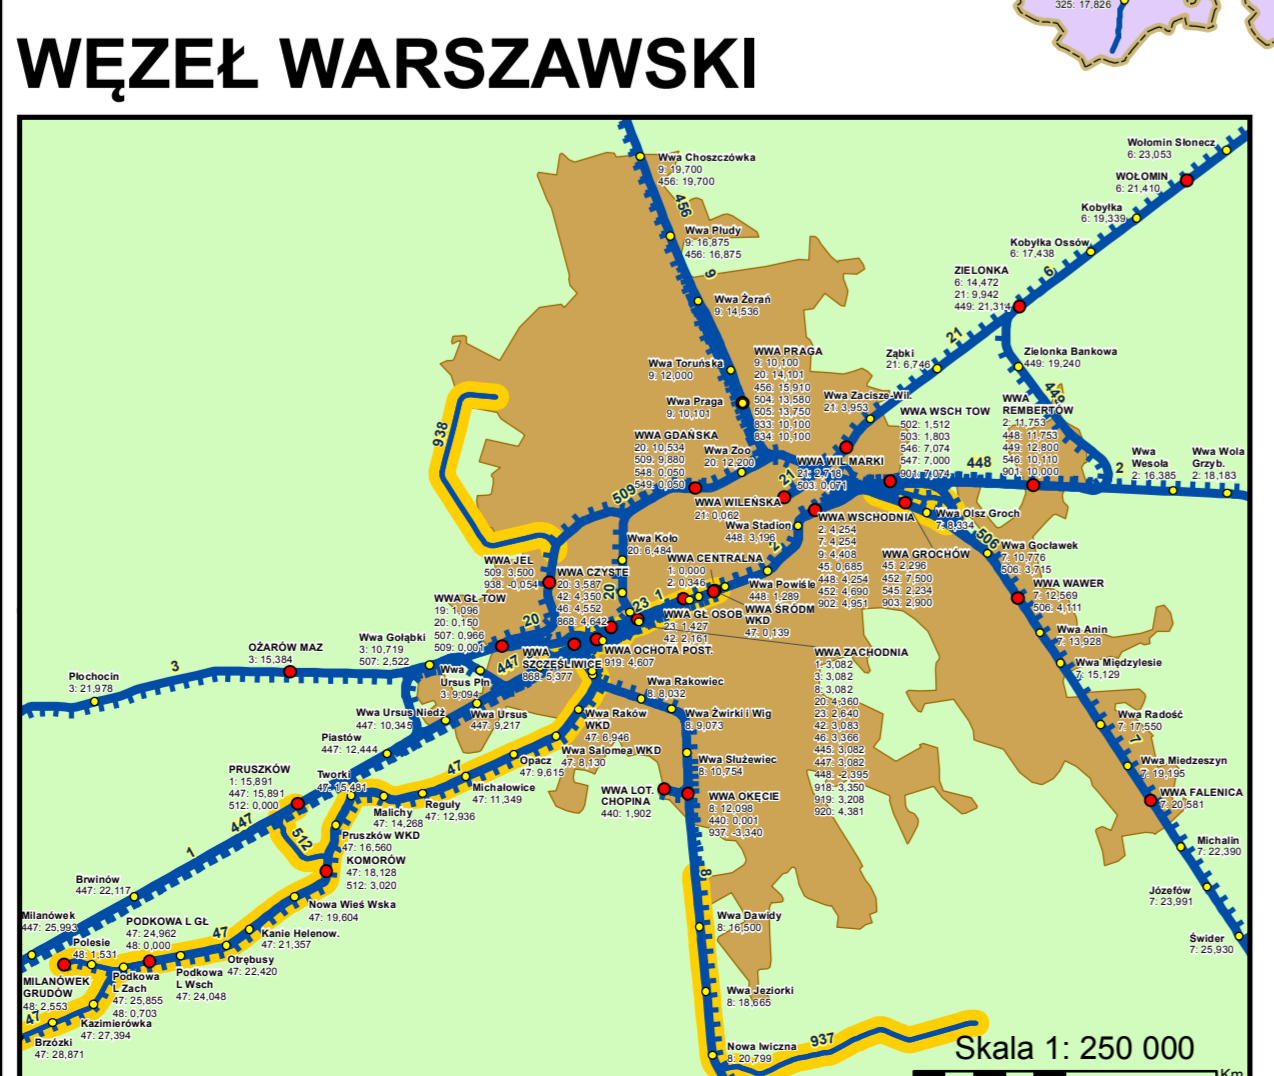 325: 17,826
WĘZEŁ WARSZAWSKI
Wwa Choszczówka
9: 19,700
456: 19,700
456
Wwa Płudy
9: 16,875
456: 16,875
9
Wwa Żerań
9: 14,536
Wwa Toruńska
9: 12,000
Wwa Praga
9: 10,101
WWA PRAGA
9: 10,100
20: 14,101
456: 15,910
504: 13,580
505: 13,750
833: 10,100
834: 10,100
Wołomin Słonecz
6: 23,053
WOŁOMIN
6: 21,410
Kobyłka
6: 19,339
Kobyłka Ossów
6: 17,438
6
ZIELONKA
6: 14,472
21: 9,942
449: 21,314
21
Ząbki
21: 6,746
Zielonka Bankowa
449: 19,240
449
Wwa Zacisze-Wil.
21: 3,953
WWA WSCH TOW
502: 1,512
503: 1,803
546: 7,074
547: 7,000
901: 7,074
WWA
REMBERTÓW
2: 11,753
448: 11,753
449: 12,800
546: 10,110
901: 10,000
448
2
Wwa
Wesoła
2: 16,385
Wwa Wola
Grzyb.
2: 18,183
938
WWA GDAŃSKA
20: 10,534
509: 9,880
548: 0,050
549: 0,050
Wwa Zoo
20: 12,200
WWA WIL MARKI
21: 2,718
503: 0,071
21
509
WWA WILEŃSKA
21: 0,062
Wwa Stadion
448: 3,196
2
WWA WSCHODNIA
2: 4,254
7: 4,254
9: 4,408
45: 0,685
448: 4,254
452: 4,690
902: 4,951
Wwa Olsz Groch
7: 8,334
506
WWA GROCHÓW
45: 2,296
452: 7,500
545: 2,234
903: 2,900
Wwa Gocławek
7: 10,776
506: 3,715
WWA WAWER
7: 12,569
506: 4,111
Wwa Anin
7: 13,928
Wwa Międzylesie
7: 15,129
Wwa Radość
7: 17,550
7
Wwa Miedzeszyn
7: 19,195
WWA FALENICA
7: 20,581
Michalin
7: 22,390
Józefów
7: 23,991
Świder
7: 25,930
Wwa Koło
20: 6,484
WWA JEL
509: 3,500
938: -0,054
WWA CZYSTE
20: 3,587
42: 4,350
46: 4,552
868: 4,642
20
23
1
WWA CENTRALNA
1: 0,000
2: 0,346
Wwa Powiśle
448: 1,289
WWA GŁ OSOB
23: 1,427
42: 2,161
WWA ŚRÓDM
WKD
47: 0,139
WWA GŁ TOW
19: 1,096
20: 0,150
507: 0,966
509: 0,001
20
447
WWA
SZCZĘŚLIWICE
868: 5,377
WWA OCHOTA POST.
919: 4,607
WWA ZACHODNIA
1: 3,082
3: 3,082
8: 3,082
20: 4,360
23: 2,640
42: 3,083
46: 3,366
445: 3,082
447: 3,082
448: -2,395
918: 3,350
919: 3,208
920: 4,381
Wwa Gołąbki
3: 10,719
507: 2,522
OŻARÓW MAZ
3: 15,384
3
Płochocin
3: 21,978
Wwa
Ursus Płn
3: 9,094
Wwa Ursus Niedź
447: 10,345
Wwa Ursus
447: 9,217
Piastów
447: 12,444
Wwa Rakowiec
8: 8,032
Wwa Żwirki i Wig
8: 9,073
Wwa Służewiec
8: 10,754
WWA LOT.
CHOPINA
440: 1,902
WWA OKĘCIE
8: 12,098
440: 0,001
937: -3,340
8
Wwa Dawidy
8: 16,500
Wwa Jeziorki
8: 18,665
Nowa Iwiczna
8: 20,799
937
Wwa Raków
WKD
47: 6,946
Wwa Salomea WKD
47: 8,130
Opacz
47: 9,615
Michałowice
47: 11,349
47
Reguły
47: 12,936
Malichy
47: 14,268
Tworki
47: 15,481
Pruszków WKD
47: 16,560
PRUSZKÓW
1: 15,891
447: 15,891
512: 0,000
447
1
512
KOMORÓW
47: 18,128
512: 3,020
Nowa Wieś Wska
47: 19,604
Kanie Helenow.
47: 21,357
47
Otrębusy
47: 22,420
Podkowa
L Wsch
47: 24,048
PODKOWA L GŁ
47: 24,962
48: 0,000
Podkowa
L Zach
47: 25,855
48: 0,703
Polesie
48: 1,531
Brwinów
447: 22,117
Milanówek
447: 25,993
MILANÓWEK
GRUDÓW
48: 2,553
47
Kazimierówka
47: 27,394
Brzózki
47: 28,871
Skala 1: 250 000
Km